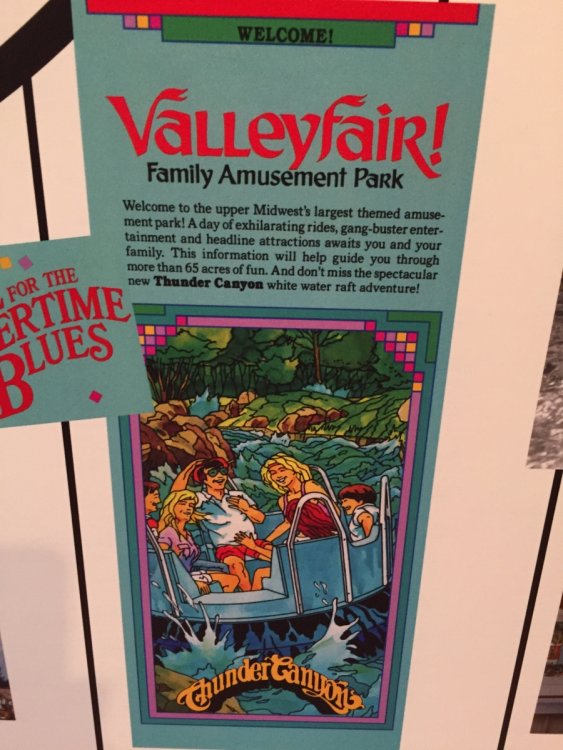 WELCOME!
Valleyfair!
Family Amusement Park
Welcome to the upper Midwest's largest themed amuse-
ment park! A day of exhilarating rides, gang-buster enter-
tainment and headline attractions awaits you and your
family. This information will help guide you through
more than 65 acres of fun. And don't miss the spectacular
new Thunder Canyon white water raft adventure!
FOR THE
ERTIME
BLUES
Thunder Canyon